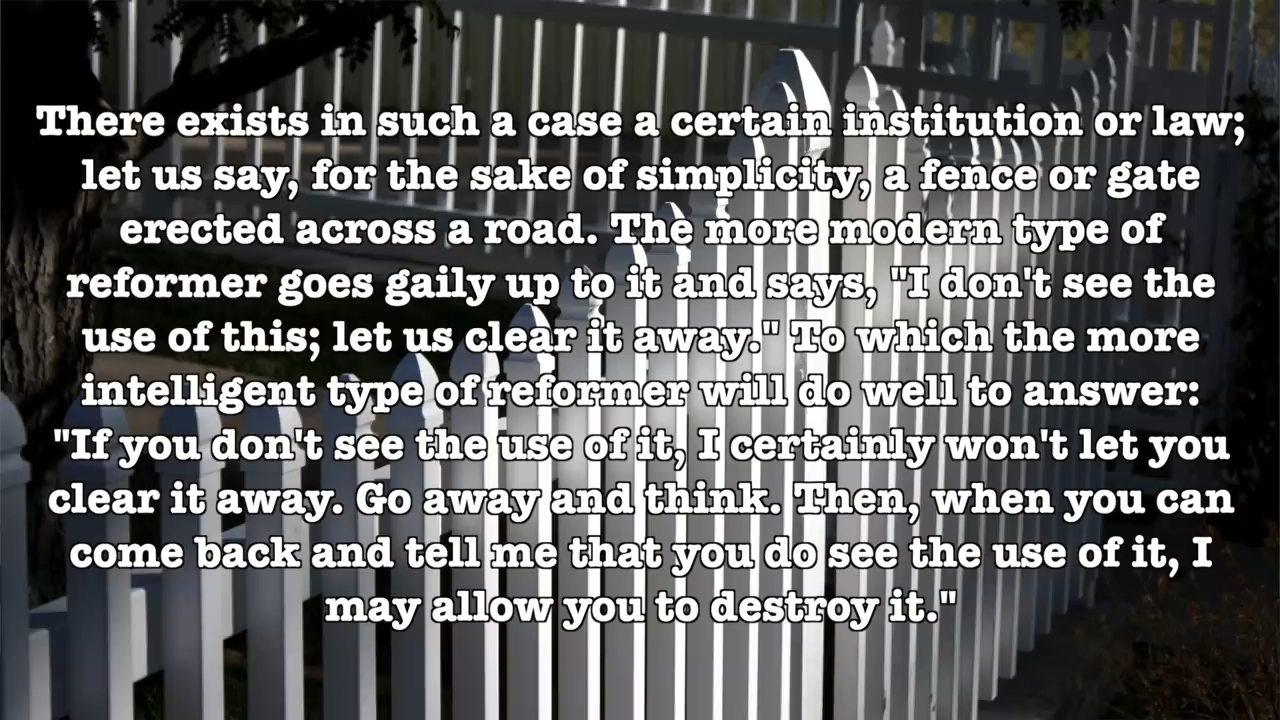 There exists in such a case a certain institution or law;
let us say, for the sake of simplicity, a fence or gate
erected across a road. The more modern type of
reformer goes gaily up to it and says, "I don't see the
use of this; let us clear it away." To which the more
intelligent type of reformer will do well to answer:
"If you don't see the use of it, I certainly won't let you
clear it away. Go away and think. Then, when you can
come back and tell me that you do see the use of it, I
may allow you to destroy it."